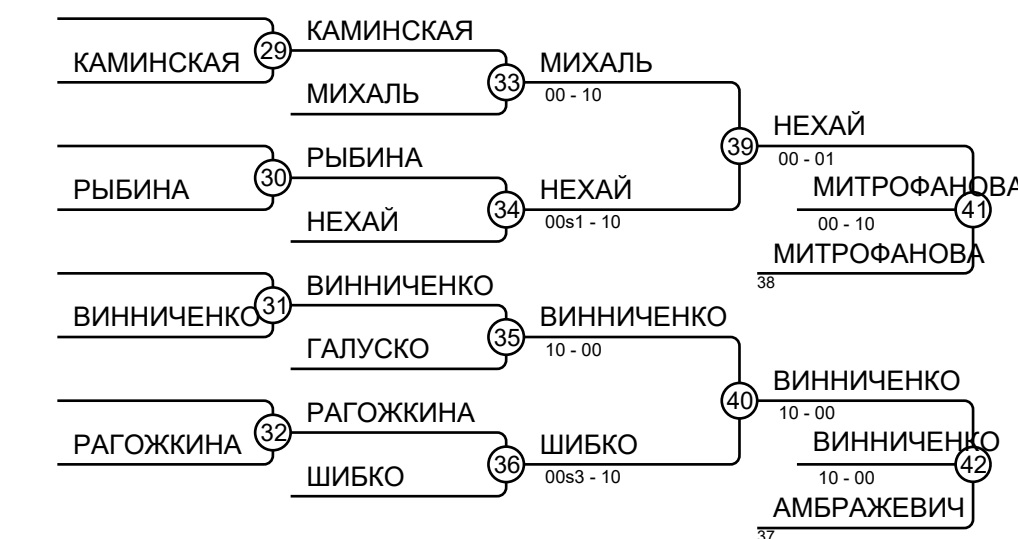 КАМИНСКАЯ
29
КАМИНСКАЯ
МИХАЛЬ
33
МИХАЛЬ
00 - 10
РЫБИНА
30
РЫБИНА
НЕХАЙ
34
НЕХАЙ
00s1 - 10
39
НЕХАЙ
00 - 01
МИТРОФАНОВА
41
00 - 10
МИТРОФАНОВА
38
ВИННИЧЕНКО
31
ВИННИЧЕНКО
ГАЛУСКО
35
ВИННИЧЕНКО
10 - 00
РАГОЖКИНА
32
РАГОЖКИНА
ШИБКО
36
ШИБКО
00s3 - 10
40
ВИННИЧЕНКО
10 - 00
ВИННИЧЕНКО
42
10 - 00
АМБРАЖЕВИЧ
37